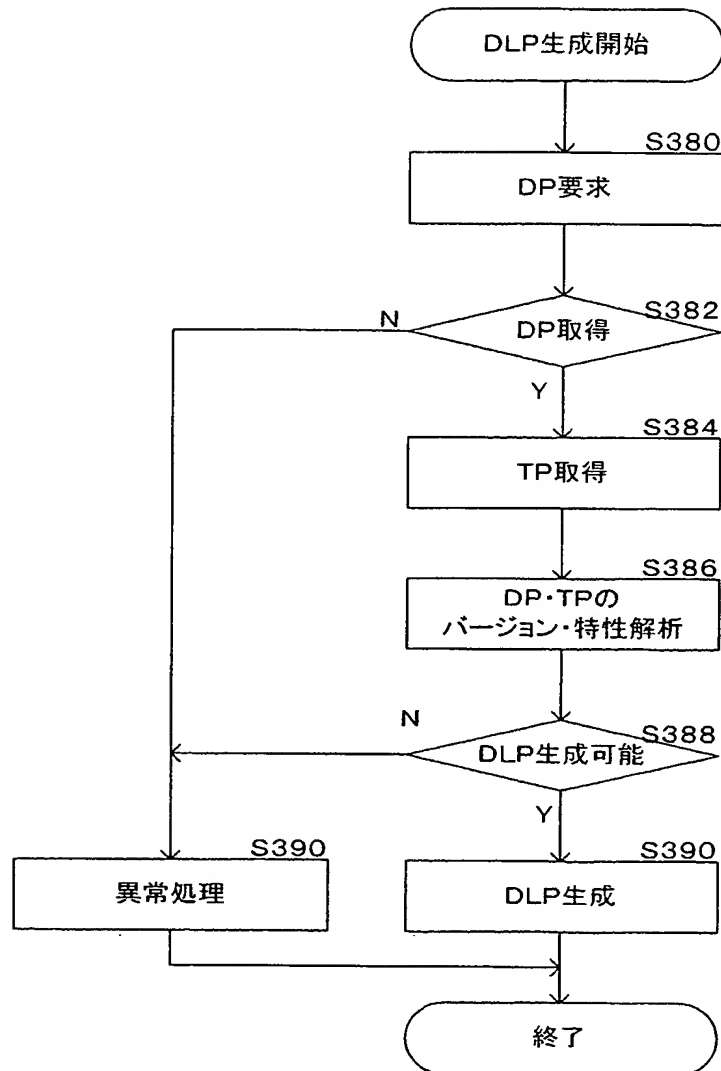 DLP生成開始
S380
DP要求
S382
N
DP取得
Y
S384
TP取得
S386
DP・TPの
バージョン・特性解析
N
S388
DLP生成可能
Y
S390
異常処理
S390
DLP生成
終了